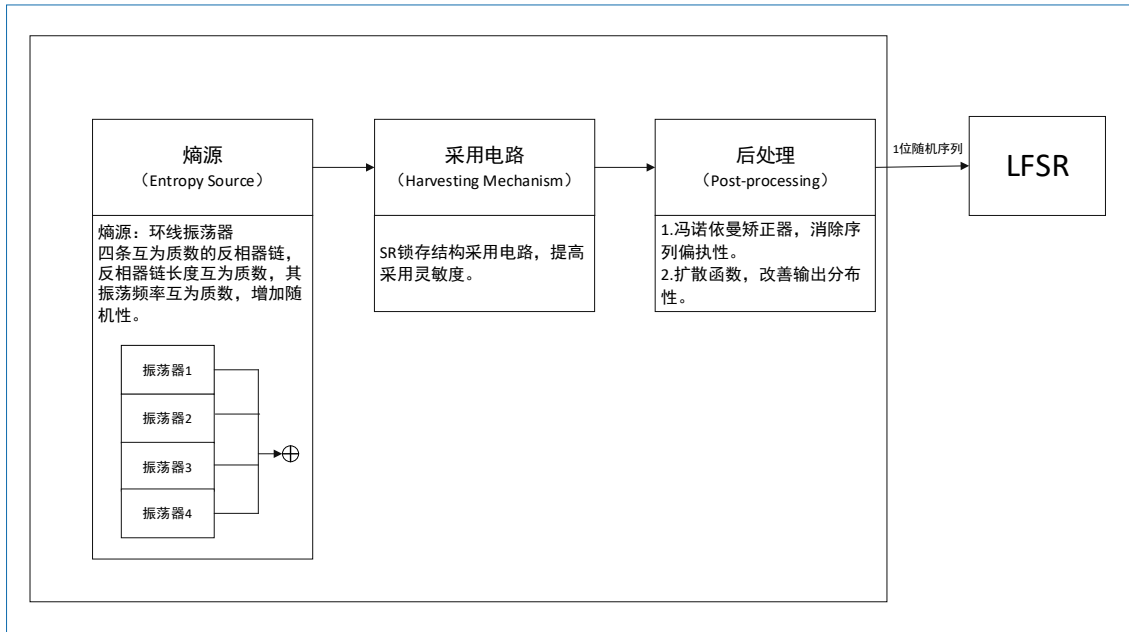 熵源
（Entropy Source）
熵源：环线振荡器
四条互为质数的反相器链，
反相器链长度互为质数，其
振荡频率互为质数，增加随
机性。
振荡器1
振荡器2
振荡器3
振荡器4
采用电路
（Harvesting Mechanism）
SR锁存结构采用电路，提高
采用灵敏度。
后处理
（Post-processing）
1.冯诺依曼矫正器，消除序
列偏执性。
2.扩散函数，改善输出分布
性。
1位随机序列
LFSR